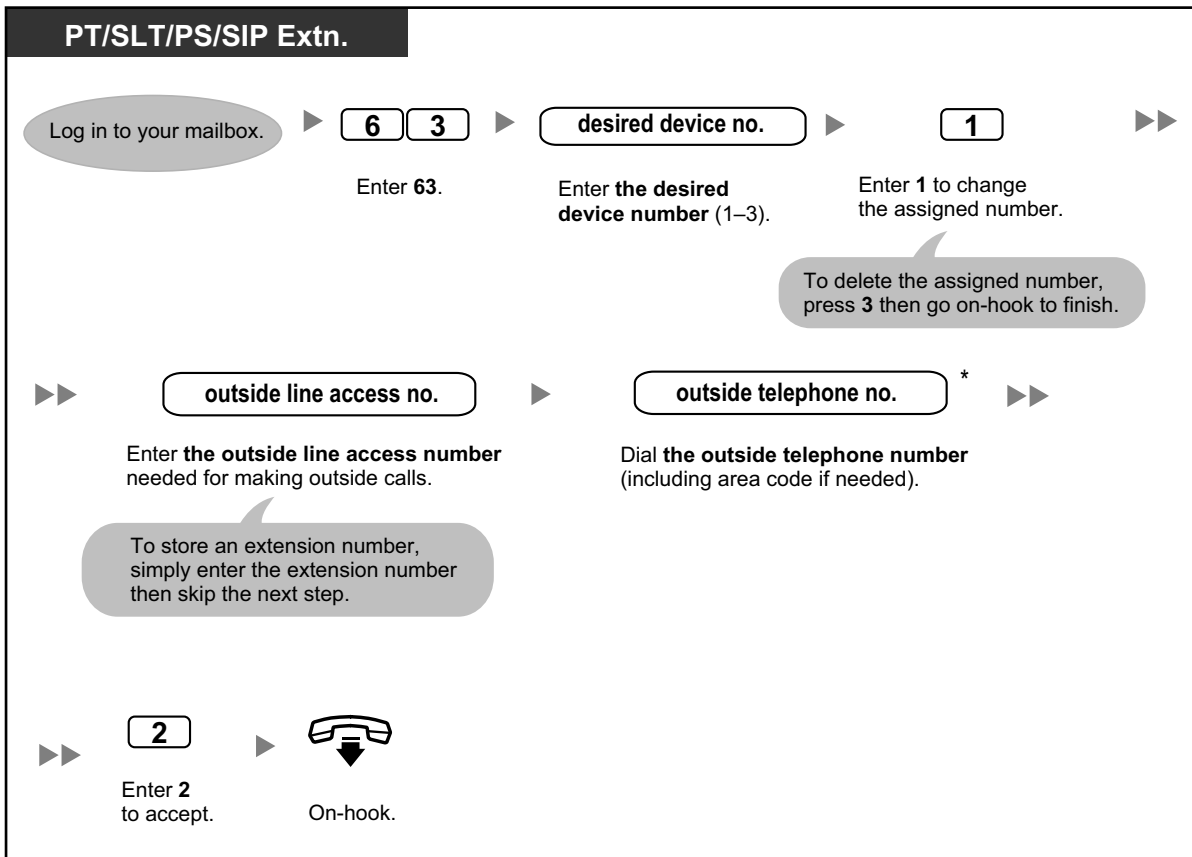 PT/SLT/PS/SIP Extn.
Log in to your mailbox.
6 3
Enter 63.
desired device no.
Enter the desired
device number (1–3).
1
Enter 1 to change
the assigned number.
To delete the assigned number,
press 3 then go on-hook to finish.
outside line access no.
Enter the outside line access number
needed for making outside calls.
To store an extension number,
simply enter the extension number
then skip the next step.
outside telephone no. *
Dial the outside telephone number
(including area code if needed).
2
Enter 2
to accept.
On-hook.